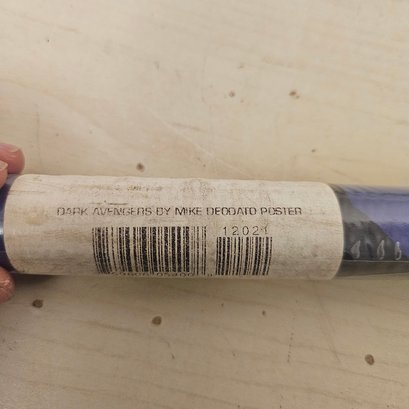 DARK AVENGERS BY MIKE DEODATO POSTER
12021